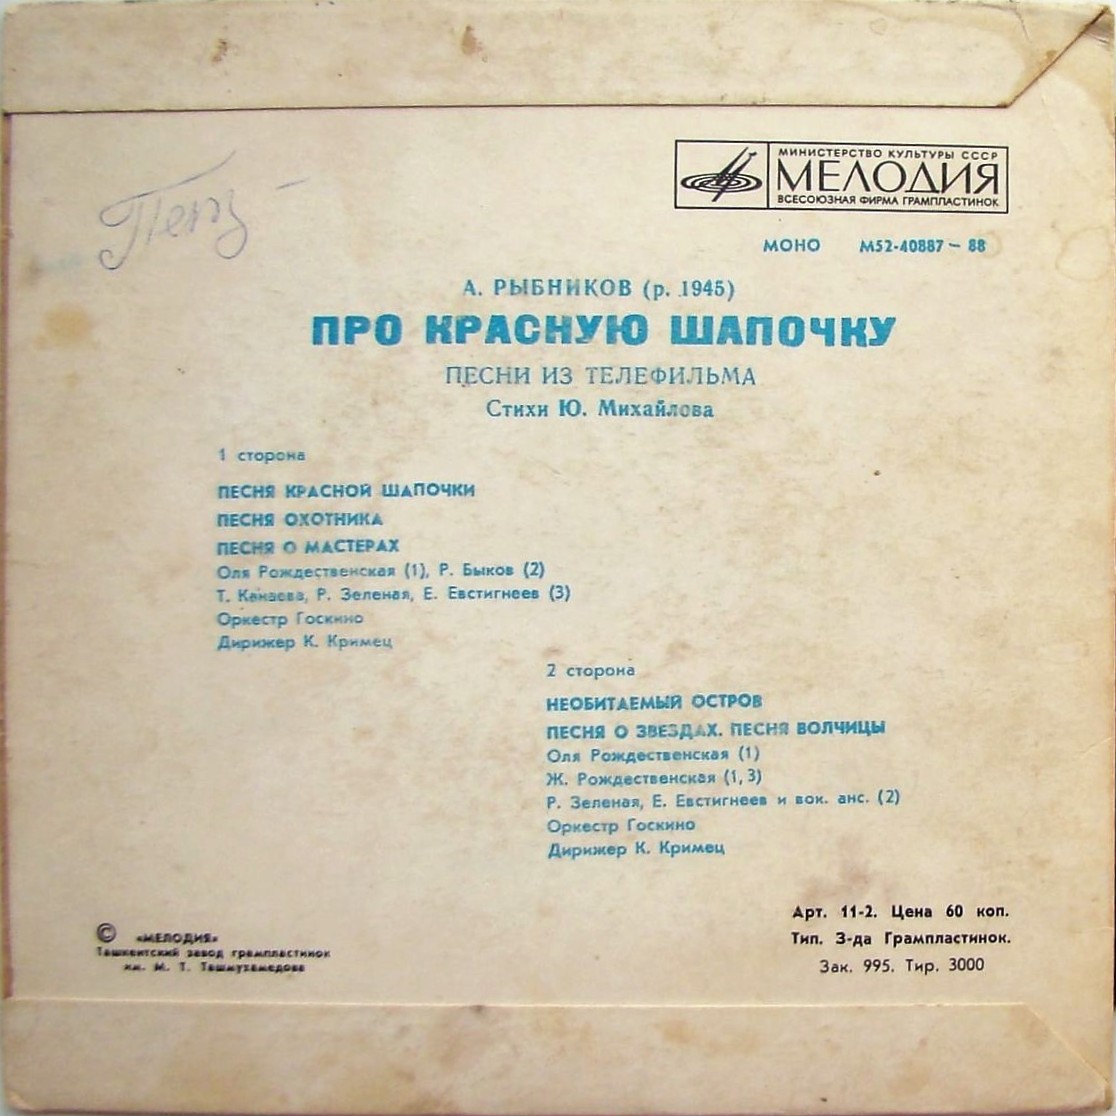 МИНИСТЕРСТВО КУЛЬТУРЫ СССР
МЕЛОДИЯ
ВСЕСОЮЗНАЯ ФИРМА ГРАМПЛАСТИНОК
МОНО М52-40887 — 88
А. РЫБНИКОВ (р. 1945)
ПРО КРАСНУЮ ШАПОЧКУ
ПЕСНИ ИЗ ТЕЛЕФИЛЬМА
Стихи Ю. Михайлова
1 сторона
ПЕСНЯ КРАСНОЙ ШАПОЧКИ
ПЕСНЯ ОХОТНИКА
ПЕСНЯ О МАСТЕРАХ
Оля Рождественская (1), Р. Быков (2)
Т. Канаева, Р. Зеленая, Е. Евстигнеев (3)
Оркестр Госкино
Дирижер К. Кримец
2 сторона
НЕОБИТАЕМЫЙ ОСТРОВ
ПЕСНЯ О ЗВЕЗДАХ. ПЕСНЯ ВОЛЧИЦЫ
Оля Рождественская (1)
Ж. Рождественская (1, 3)
Р. Зеленая, Е. Евстигнеев и вок. анс. (2)
Оркестр Госкино
Дирижер К. Кримец
Арт. 11-2. Цена 60 коп.
Тип. З-да Грампластинок.
Зак. 995. Тир. 3000
© «МЕЛОДИЯ»
Ташкентский завод грампластинок
им. М. Т. Ташмухамедова